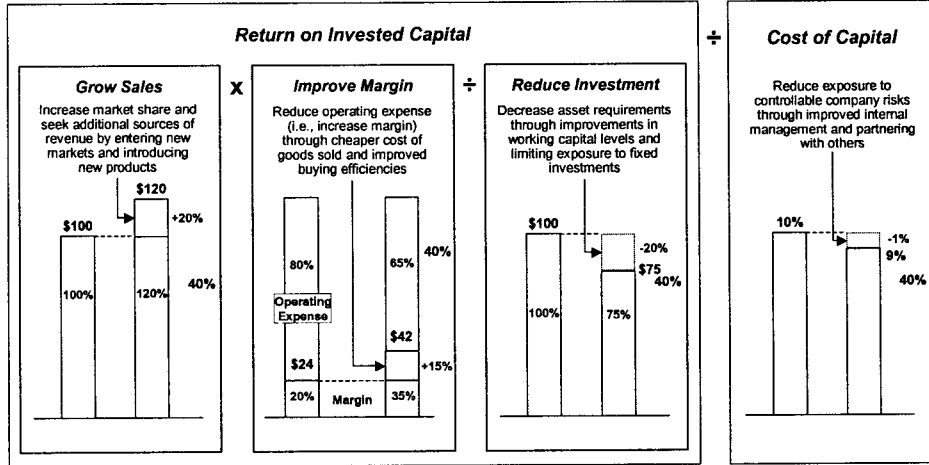 Return on Invested Capital
÷
Cost of Capital
Grow Sales
Increase market share and
seek additional sources of
revenue by entering new
markets and introducing
new products
$120
+20%
$100
100%
120%
40%
x
Improve Margin
Reduce operating expense
(i.e., increase margin)
through cheaper cost of
goods sold and improved
buying efficiencies
80%
65%
40%
Operating
Expense
$42
$24
+15%
20%
Margin
35%
÷
Reduce Investment
Decrease asset requirements
through improvements in
working capital levels and
limiting exposure to fixed
investments
$100
-20%
$75
40%
100%
75%
Reduce exposure to
controllable company risks
through improved internal
management and partnering
with others
10%
-1%
9%
40%